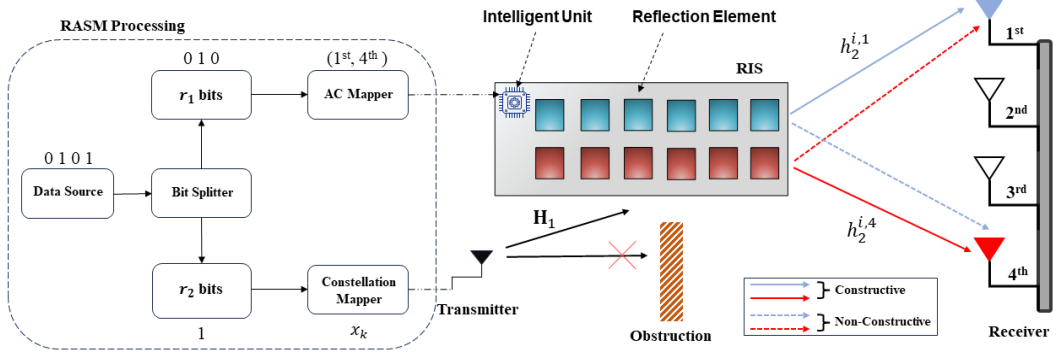 RASM Processing
0 1 0
(1st, 4th)
r1 bits
AC Mapper
0 1 0 1
Data Source
Bit Splitter
r2 bits
Constellation
Mapper
1
xk
Intelligent Unit
Reflection Element
RIS
H1
Transmitter
Obstruction
h2^{i,1}
h2^{i,4}
1st
2nd
3rd
4th
Receiver
Constructive
Non-Constructive